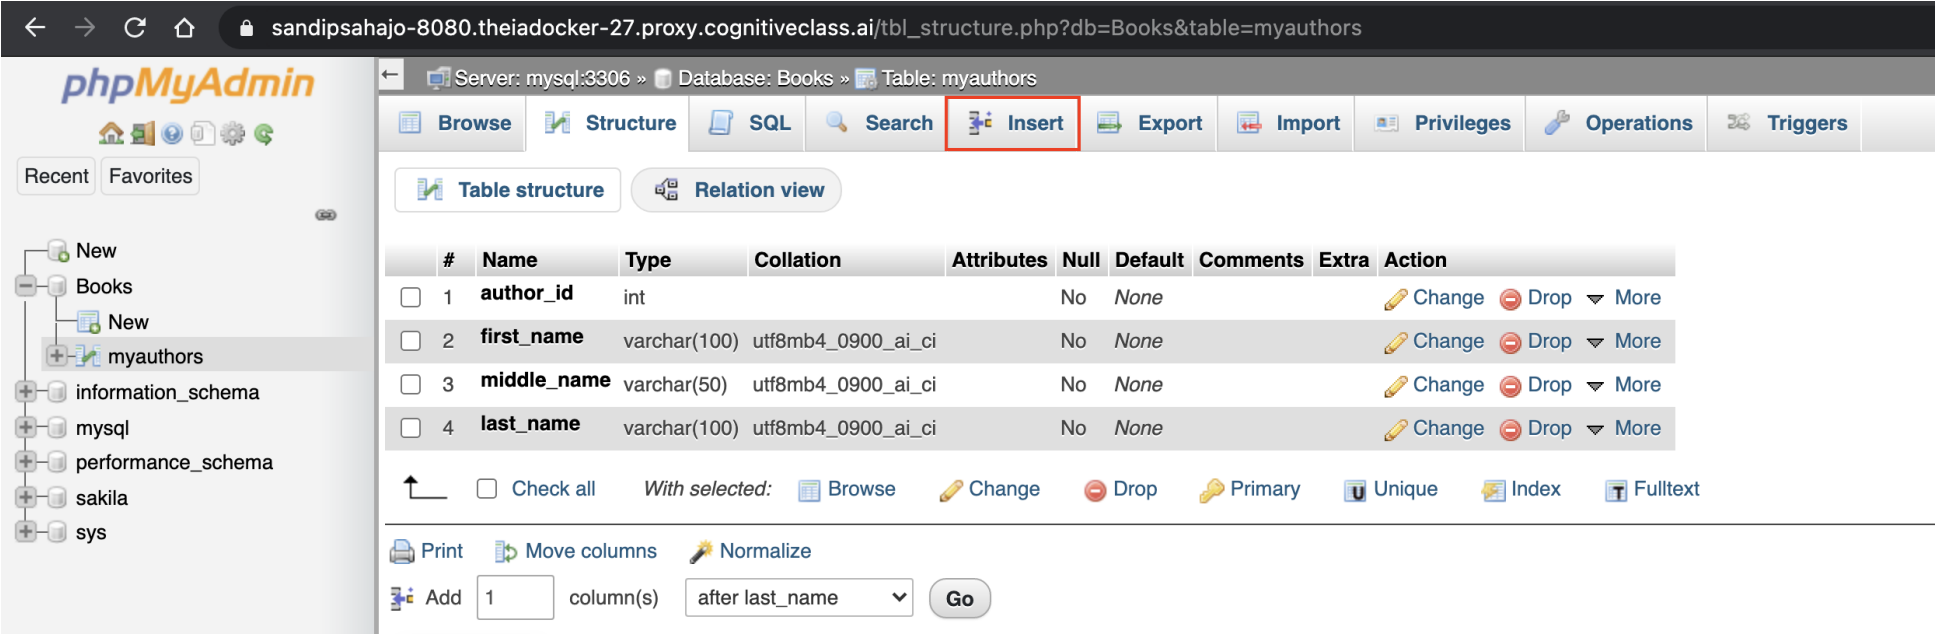 sandipsahajo-8080.theiadocker-27.proxy.cognitiveclass.ai/tbl_structure.php?db=Books&table=myauthors
phpMyAdmin
Recent Favorites
New
Books
New
myauthors
information_schema
mysql
performance_schema
sakila
sys
Server: mysql:3306 » Database: Books » Table: myauthors
Browse Structure SQL Search Insert Export Import Privileges Operations Triggers
Table structure Relation view
# Name Type Collation Attributes Null Default Comments Extra Action
1 author_id int No None Change Drop More
2 first_name varchar(100) utf8mb4_0900_ai_ci No None Change Drop More
3 middle_name varchar(50) utf8mb4_0900_ai_ci No None Change Drop More
4 last_name varchar(100) utf8mb4_0900_ai_ci No None Change Drop More
Check all With selected: Browse Change Drop Primary Unique Index Fulltext
Print Move columns Normalize
Add 1 column(s) after last_name Go